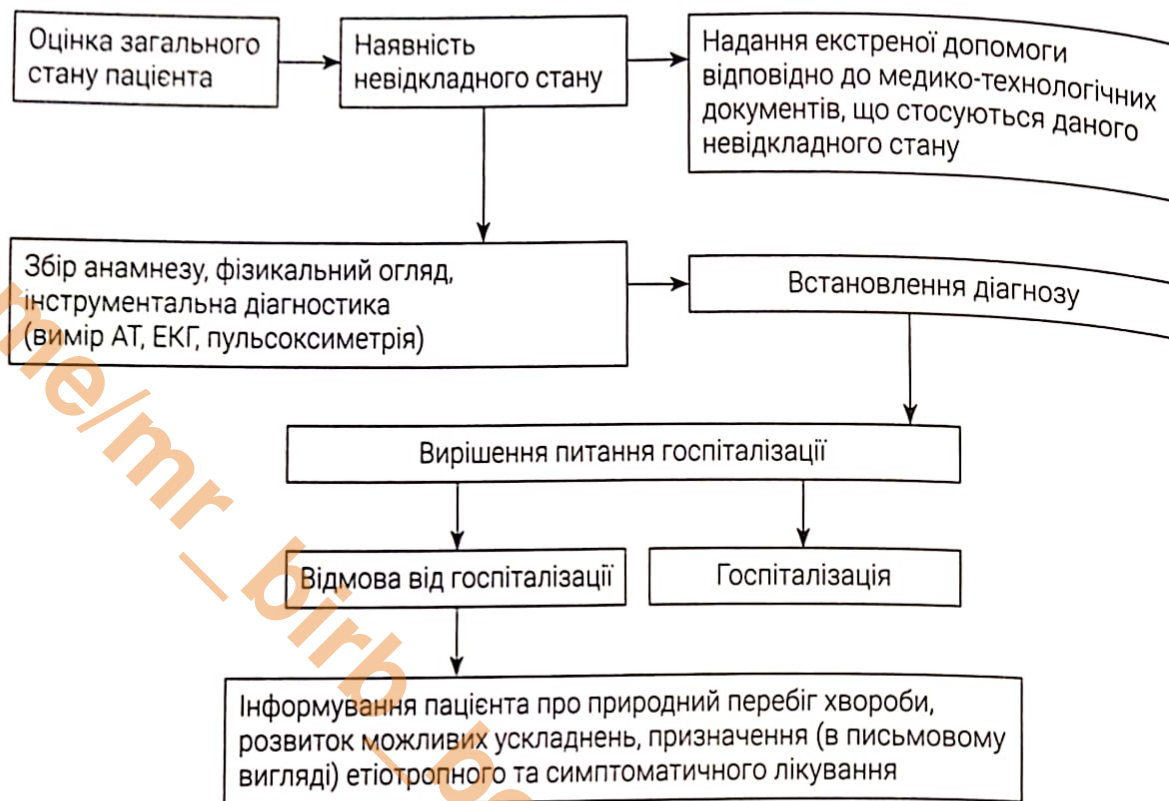 Оцінка загального
стану пацієнта
Наявність
невідкладного стану
Надання екстреної допомоги
відповідно до медико-технологічних
документів, що стосуються даного
невідкладного стану
Збір анамнезу, фізикальний огляд,
інструментальна діагностика
(вимір АТ, ЕКГ, пульсоксиметрія)
Встановлення діагнозу
Вирішення питання госпіталізації
Відмова від госпіталізації
Госпіталізація
Інформування пацієнта про природний перебіг хвороби,
розвиток можливих ускладнень, призначення (в письмовому
вигляді) етіотропного та симптоматичного лікування
me/mr_birb_